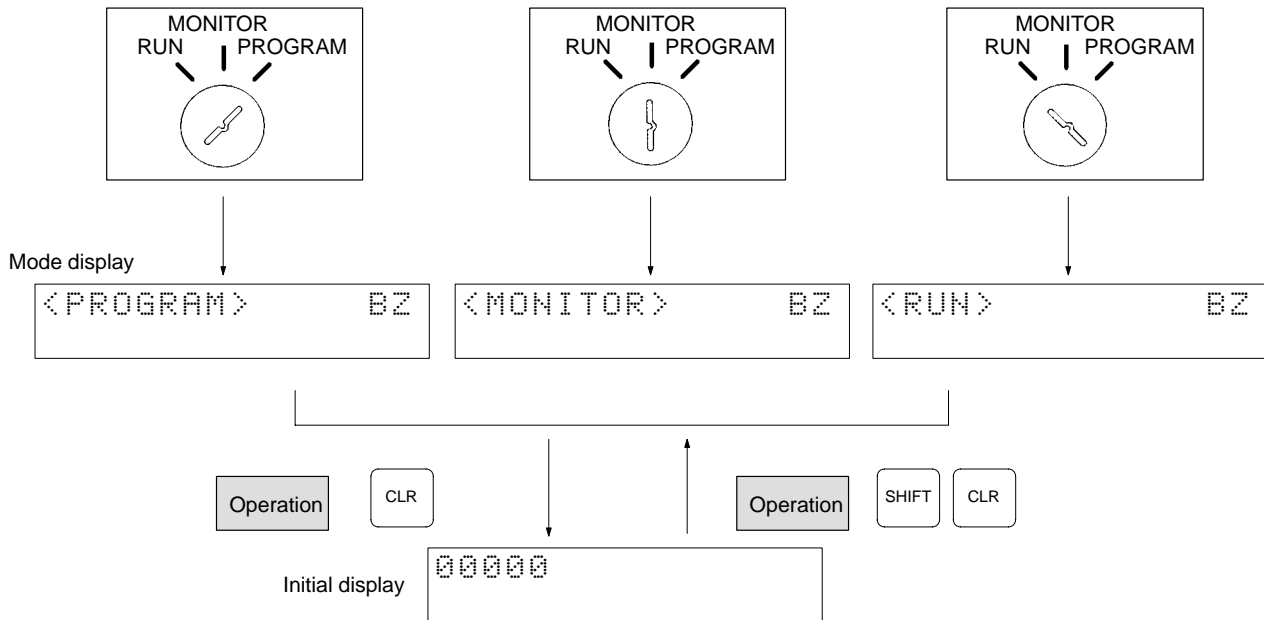 MONITOR
RUN PROGRAM
MONITOR
RUN PROGRAM
MONITOR
RUN PROGRAM
Mode display
<PROGRAM> BZ
<MONITOR> BZ
<RUN> BZ
Operation
CLR
Operation
SHIFT
CLR
Initial display
00000